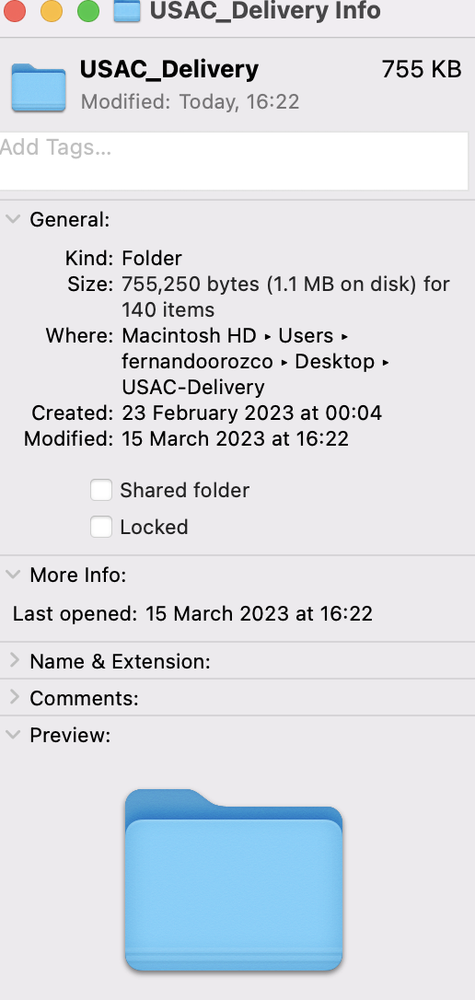 USAC_Delivery Info
USAC_Delivery 755 KB
Modified: Today, 16:22
Add Tags...
General:
Kind: Folder
Size: 755,250 bytes (1.1 MB on disk) for
140 items
Where: Macintosh HD ▸ Users ▸
fernandoorozco ▸ Desktop ▸
USAC-Delivery
Created: 23 February 2023 at 00:04
Modified: 15 March 2023 at 16:22
Shared folder
Locked
More Info:
Last opened: 15 March 2023 at 16:22
Name & Extension:
Comments:
Preview: